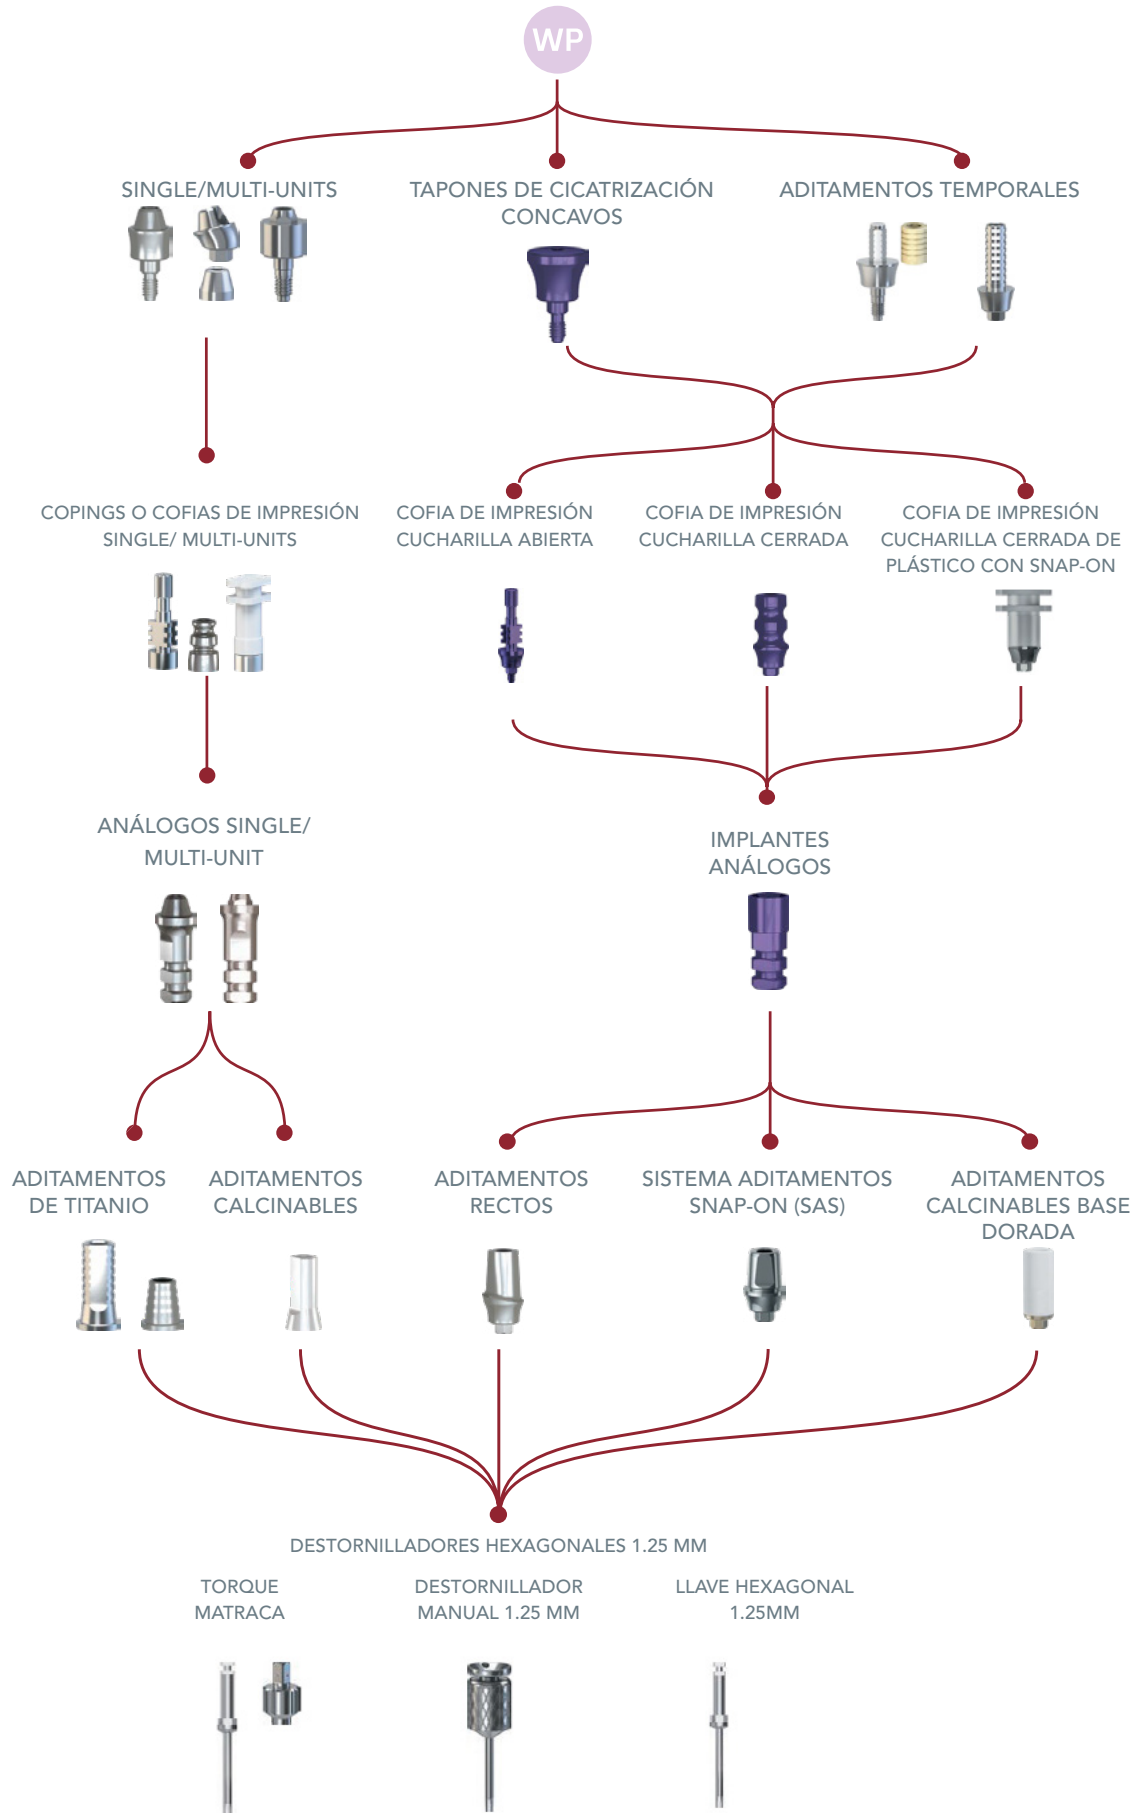 WP
SINGLE/MULTI-UNITS
TAPONES DE CICATRIZACIÓN
CONCAVOS
ADITAMENTOS TEMPORALES
COPINGS O COFIAS DE IMPRESIÓN
SINGLE/ MULTI-UNITS
COFIA DE IMPRESIÓN
CUCHARILLA ABIERTA
COFIA DE IMPRESIÓN
CUCHARILLA CERRADA
COFIA DE IMPRESIÓN
CUCHARILLA CERRADA DE
PLÁSTICO CON SNAP-ON
ANÁLOGOS SINGLE/
MULTI-UNIT
IMPLANTES
ANÁLOGOS
ADITAMENTOS
DE TITANIO
ADITAMENTOS
CALCINABLES
ADITAMENTOS
RECTOS
SISTEMA ADITAMENTOS
SNAP-ON (SAS)
ADITAMENTOS
CALCINABLES BASE
DORADA
DESTORNILLADORES HEXAGONALES 1.25 MM
TORQUE
MATRACA
DESTORNILLADOR
MANUAL 1.25 MM
LLAVE HEXAGONAL
1.25MM